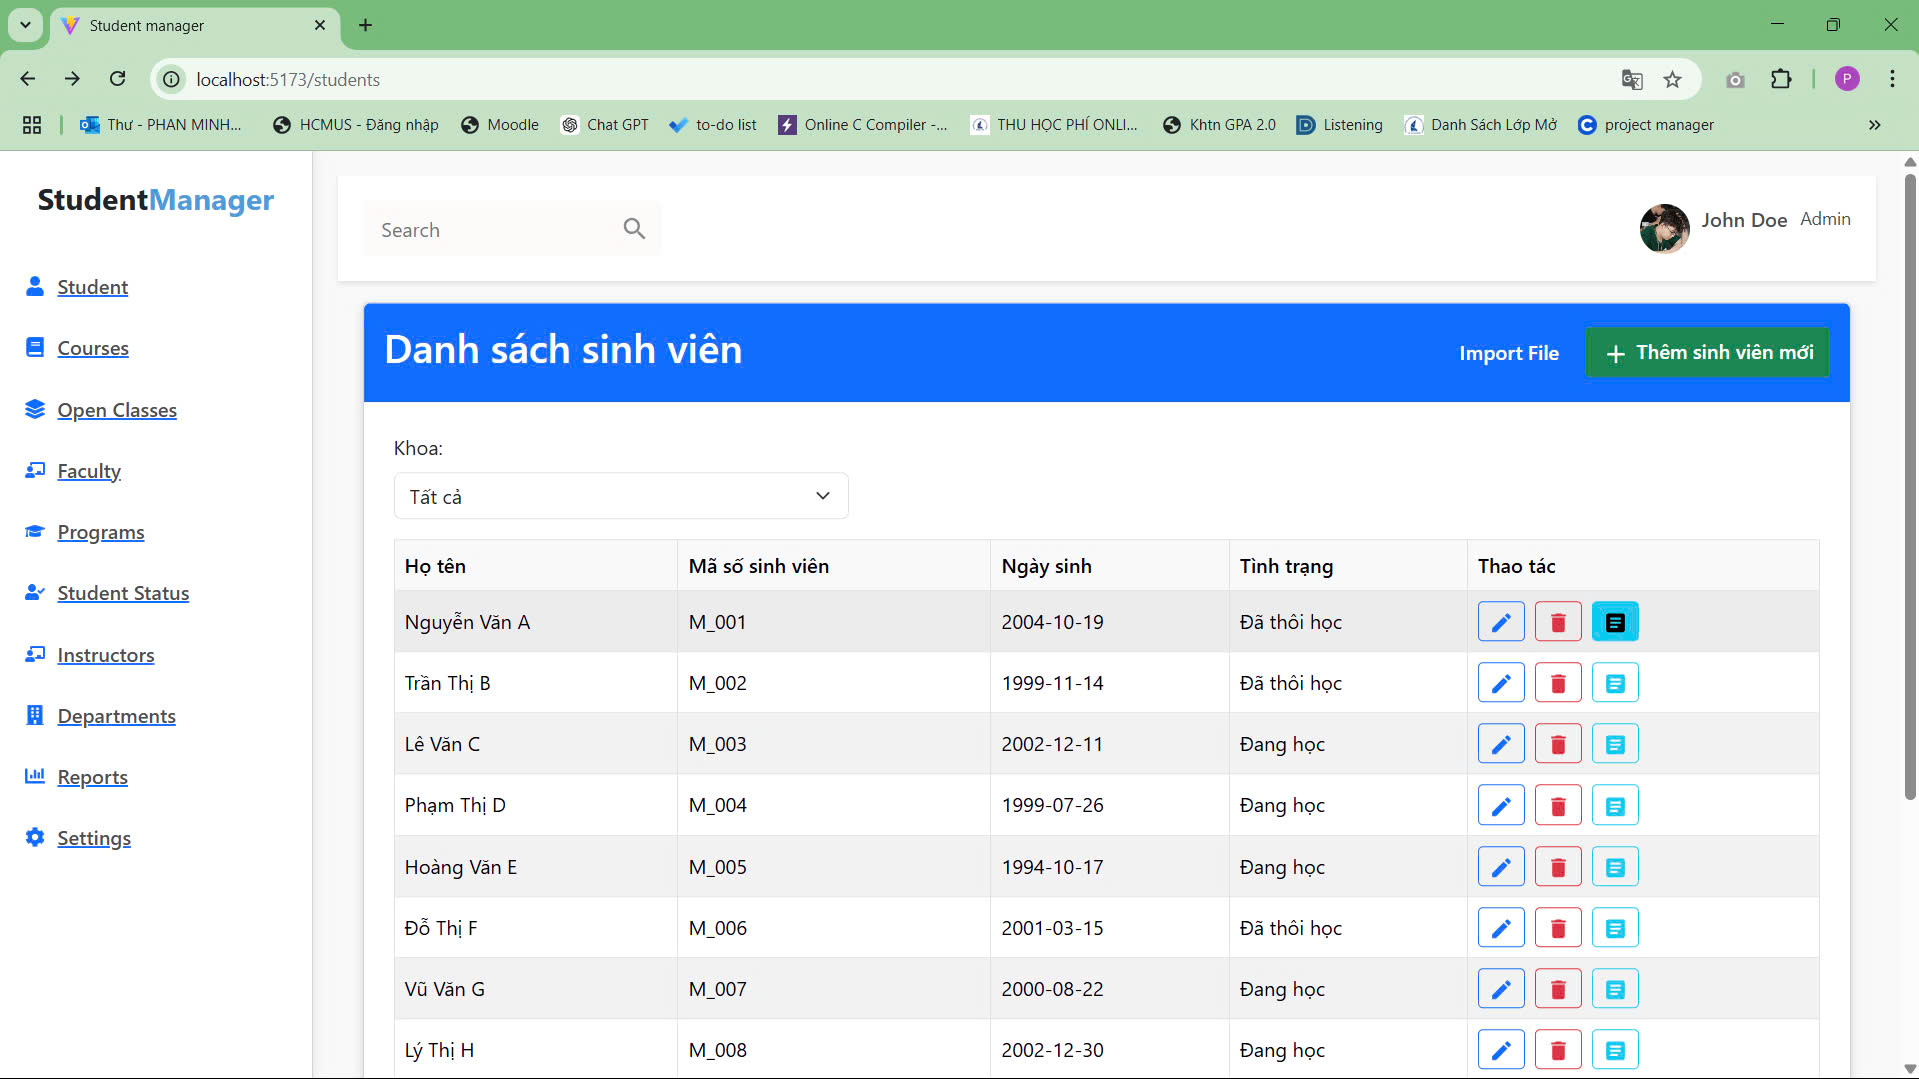 Student manager
localhost:5173/students
Thư - PHAN MINH...
HCMUS - Đăng nhập
Moodle
Chat GPT
to-do list
Online C Compiler -...
THU HỌC PHÍ ONLI...
Khtn GPA 2.0
Listening
Danh Sách Lớp Mở
project manager
P
StudentManager
Student
Courses
Open Classes
Faculty
Programs
Student Status
Instructors
Departments
Reports
Settings
Search
John Doe Admin
Danh sách sinh viên
Import File
Thêm sinh viên mới
Khoa:
Tất cả
Họ tên Mã số sinh viên Ngày sinh Tình trạng Thao tác
Nguyễn Văn A M_001 2004-10-19 Đã thôi học
Trần Thị B M_002 1999-11-14 Đã thôi học
Lê Văn C M_003 2002-12-11 Đang học
Phạm Thị D M_004 1999-07-26 Đang học
Hoàng Văn E M_005 1994-10-17 Đang học
Đỗ Thị F M_006 2001-03-15 Đã thôi học
Vũ Văn G M_007 2000-08-22 Đang học
Lý Thị H M_008 2002-12-30 Đang học